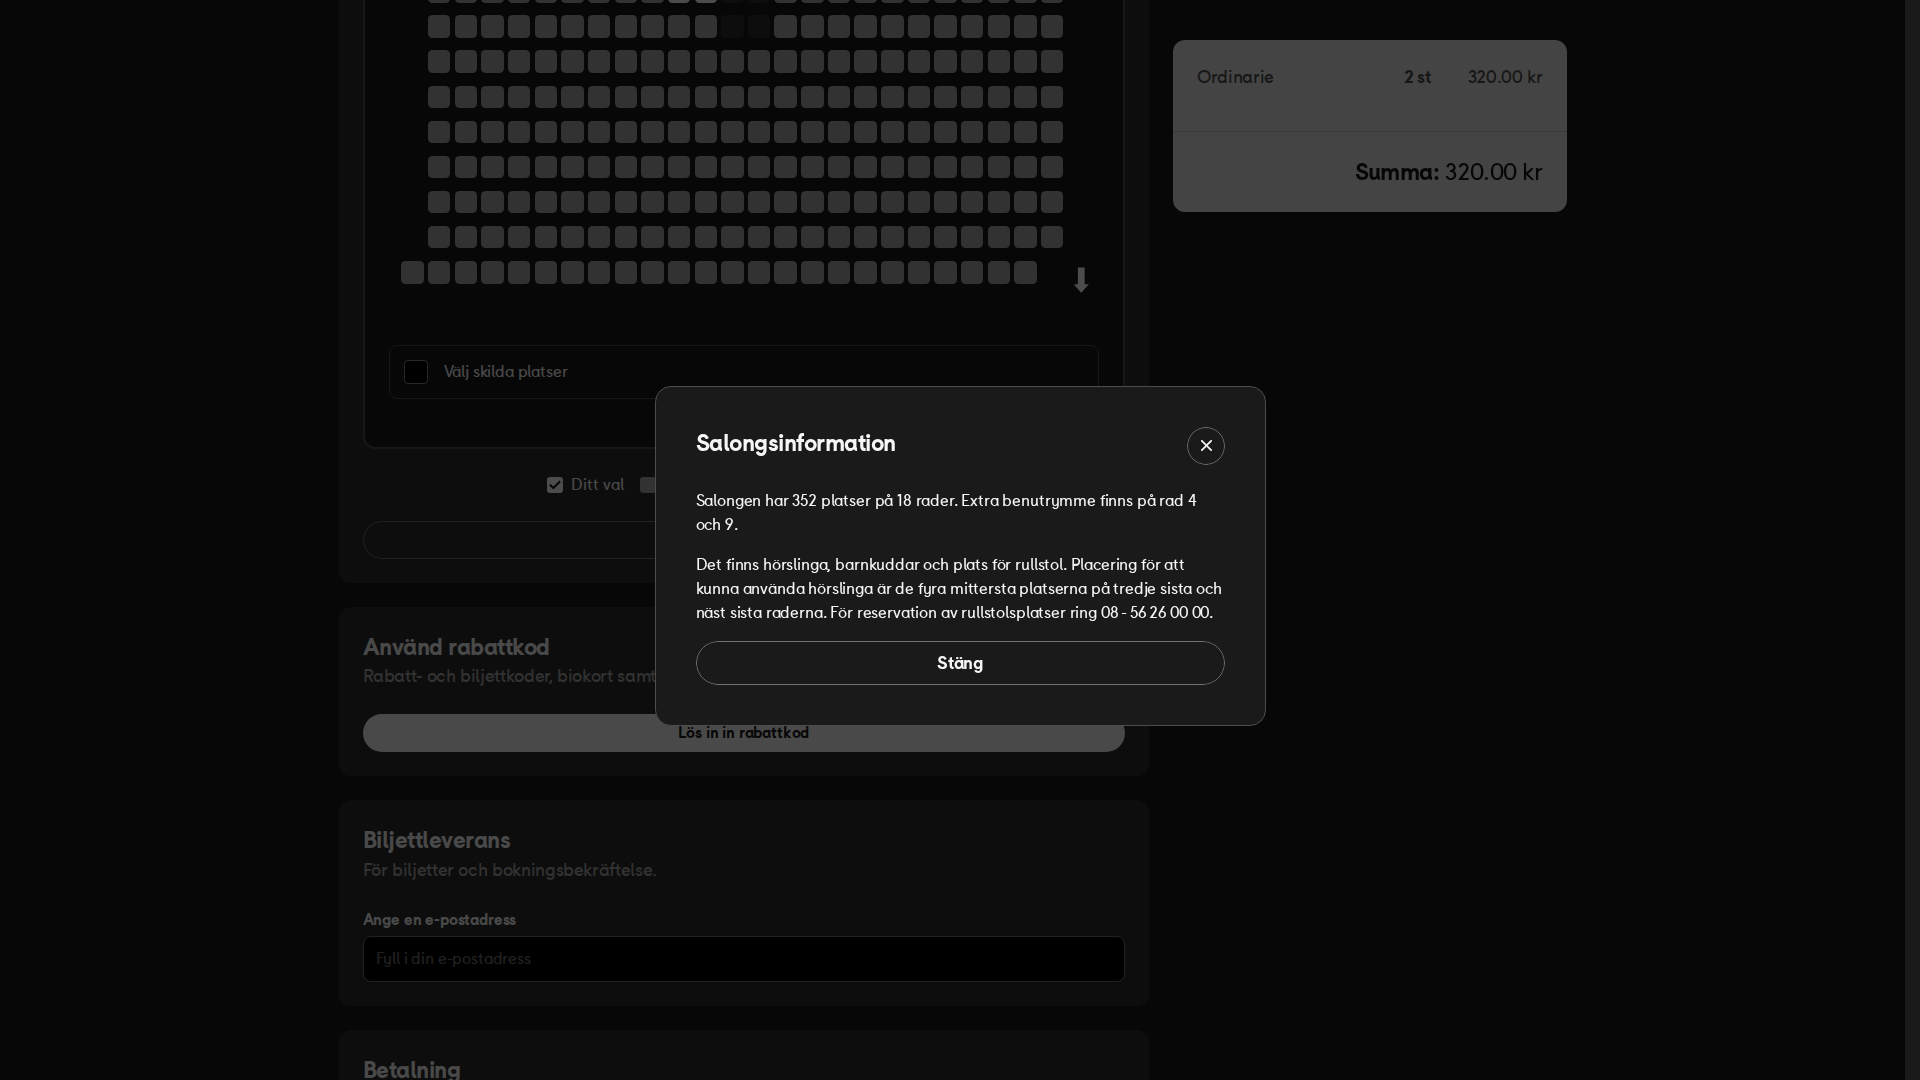 Ordinarie 2 st 320.00 kr
Summa: 320.00 kr
Välj skilda platser
Ditt val
Salongsinformation
Salongen har 352 platser på 18 rader. Extra benutrymme finns på rad 4
och 9.
Det finns hörslinga, barnkuddar och plats för rullstol. Placering för att
kunna använda hörslinga är de fyra mittersta platserna på tredje sista och
näst sista raderna. För reservation av rullstolsplatser ring 08 - 56 26 00 00.
Stäng
Använd rabattkod
Rabatt- och biljettkoder, biokort samt
Lös in in rabattkod
Biljettleverans
För biljetter och bokningsbekräftelse.
Ange en e-postadress
Fyll i din e-postadress
Betalning